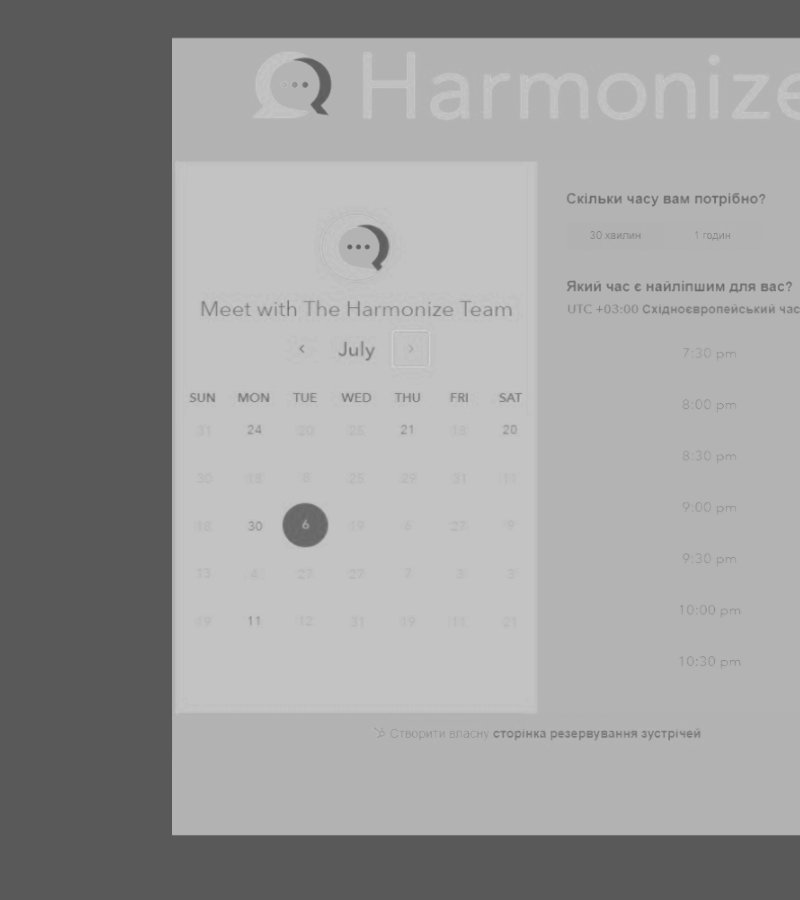 Harmonize
Meet with The Harmonize Team
July
SUN MON TUE WED THU FRI SAT
31 24 20 21 18 20
30 18 6 25 29 31 11
18 30 6 19 6 27 9
13 4 27 27 7 3 3
19 11 12 31 19 11 21
Скільки часу вам потрібно?
30 хвилин 1 годин
Який час є найліпшим для вас?
UTC +03:00 Східноєвропейський час
7:30 pm
8:00 pm
8:30 pm
9:00 pm
9:30 pm
10:00 pm
10:30 pm
Створити власну сторінка резервування зустрічей